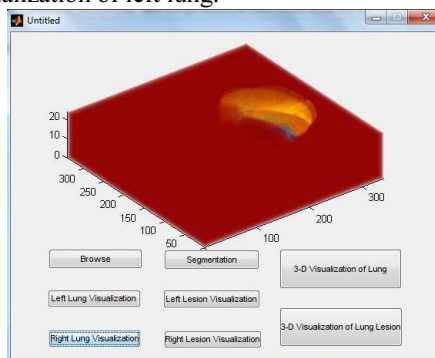 alization of left lung.
Untitled
20
10
0
300
250
200
150
100
50
100
200
300
Browse
Segmentation
3-D Visualization of Lung
Left Lung Visualization
Left Lesion Visualization
3-D Visualization of Lung Lesion
Right Lung Visualization
Right Lesion Visualization